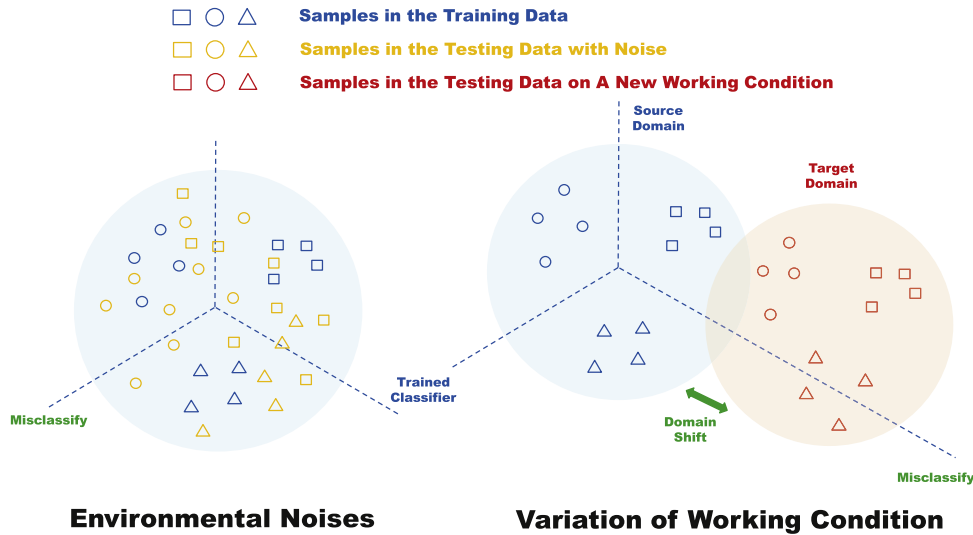 Samples in the Training Data
Samples in the Testing Data with Noise
Samples in the Testing Data on A New Working Condition
Source
Domain
Target
Domain
Trained
Classifier
Misclassify
Domain
Shift
Misclassify
Environmental Noises
Variation of Working Condition